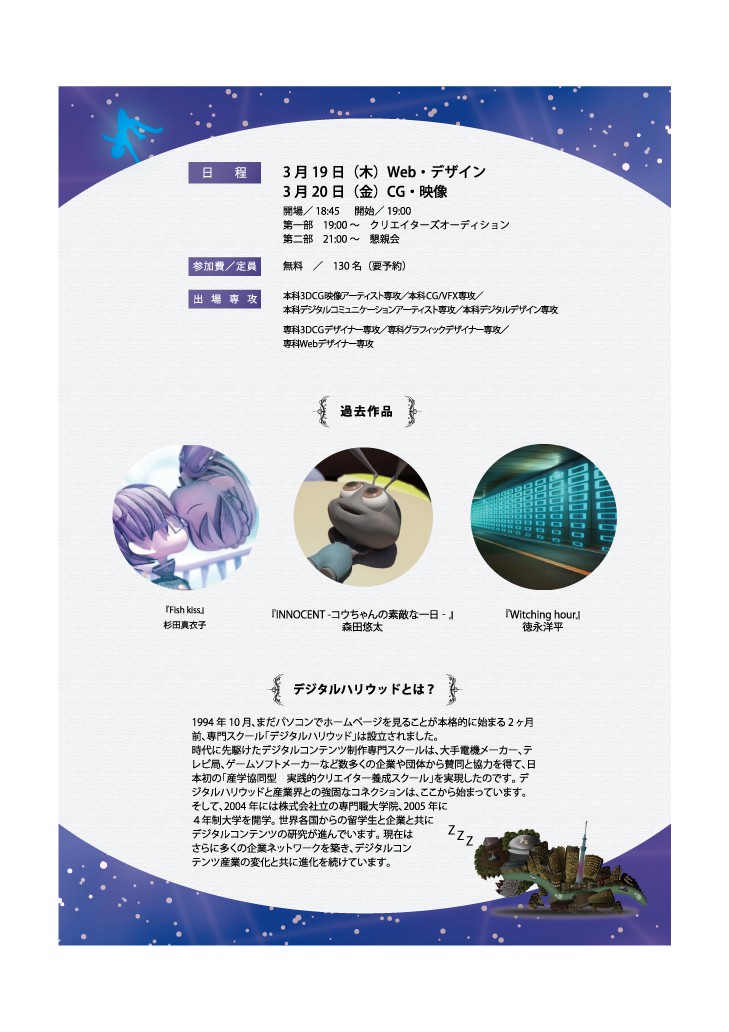 日 程
3月19日（木）Web・デザイン
3月20日（金）CG・映像
開場／18:45 開始／19:00
第一部 19:00～ クリエイターズオーディション
第二部 21:00～ 懇親会
参加費／定員
無料 ／ 130名（要予約）
出場専攻
本科3DCG映像アーティスト専攻／本科CG/VFX専攻／
本科デジタルコミュニケーションアーティスト専攻／本科デジタルデザイン専攻
専科3DCGデザイナー専攻／専科グラフィックデザイナー専攻／
専科Webデザイナー専攻
過去作品
『Fish kiss』
杉田真衣子
『INNOCENT -コウちゃんの素敵な一日 - 』
森田悠太
『Witching hour』
徳永洋平
デジタルハリウッドとは？
1994年10月、まだパソコンでホームページを見ることが本格的に始まる2ヶ月
前、専門スクール「デジタルハリウッド」は設立されました。
時代に先駆けたデジタルコンテンツ制作専門スクールは、大手電機メーカー、テ
レビ局、ゲームソフトメーカーなど数多くの企業や団体から賛同と協力を得て、日
本初の「産学協同型 実践的クリエイター養成スクール」を実現したのです。デ
ジタルハリウッドと産業界との強固なコネクションは、ここから始まっています。
そして、2004年には株式会社立の専門職大学院、2005年に
４年制大学を開学。世界各国からの留学生と企業と共に
デジタルコンテンツの研究が進んでいます。現在は
さらに多くの企業ネットワークを築き、デジタルコン
テンツ産業の変化と共に進化を続けています。
Z Z Z